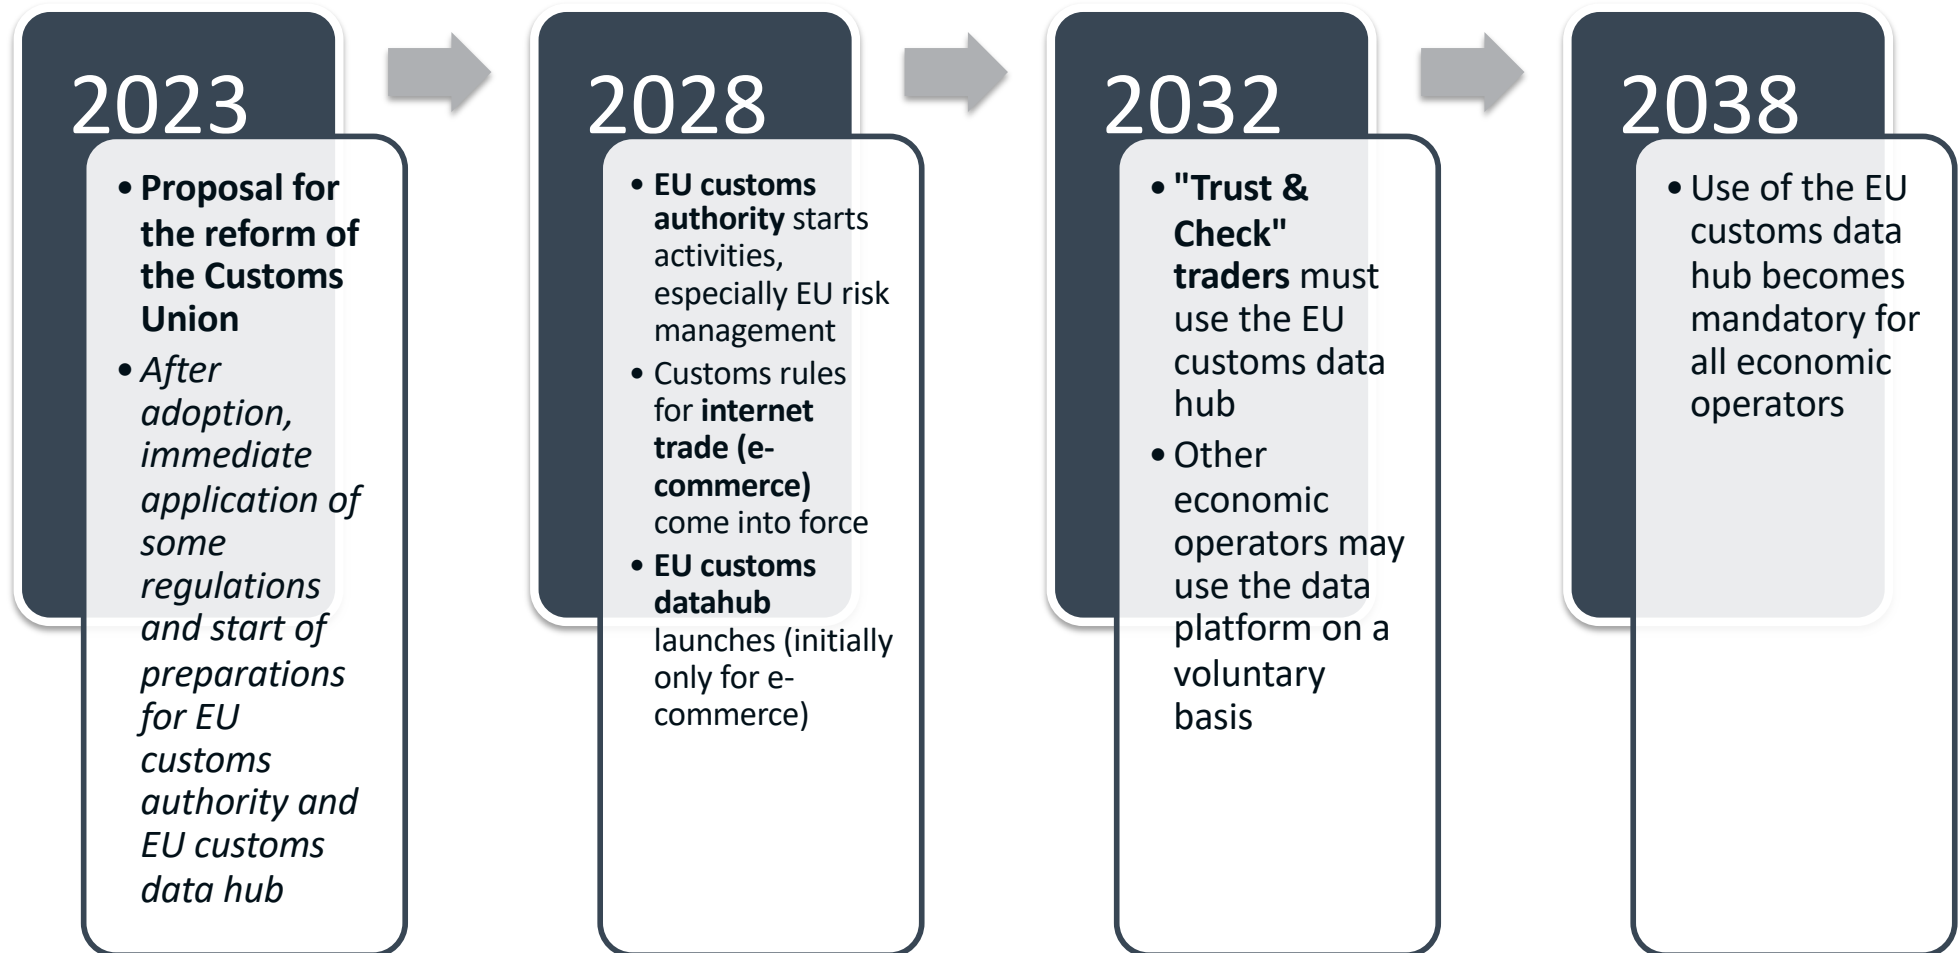 2023
• Proposal for
the reform of
the Customs
Union
• After
adoption,
immediate
application of
some
regulations
and start of
preparations
for EU
customs
authority and
EU customs
data hub
2028
• EU customs
authority starts
activities,
especially EU risk
management
• Customs rules
for internet
trade (e-
commerce)
come into force
• EU customs
datahub
launches (initially
only for e-
commerce)
2032
• "Trust &
Check"
traders must
use the EU
customs data
hub
• Other
economic
operators may
use the data
platform on a
voluntary
basis
2038
• Use of the EU
customs data
hub becomes
mandatory for
all economic
operators